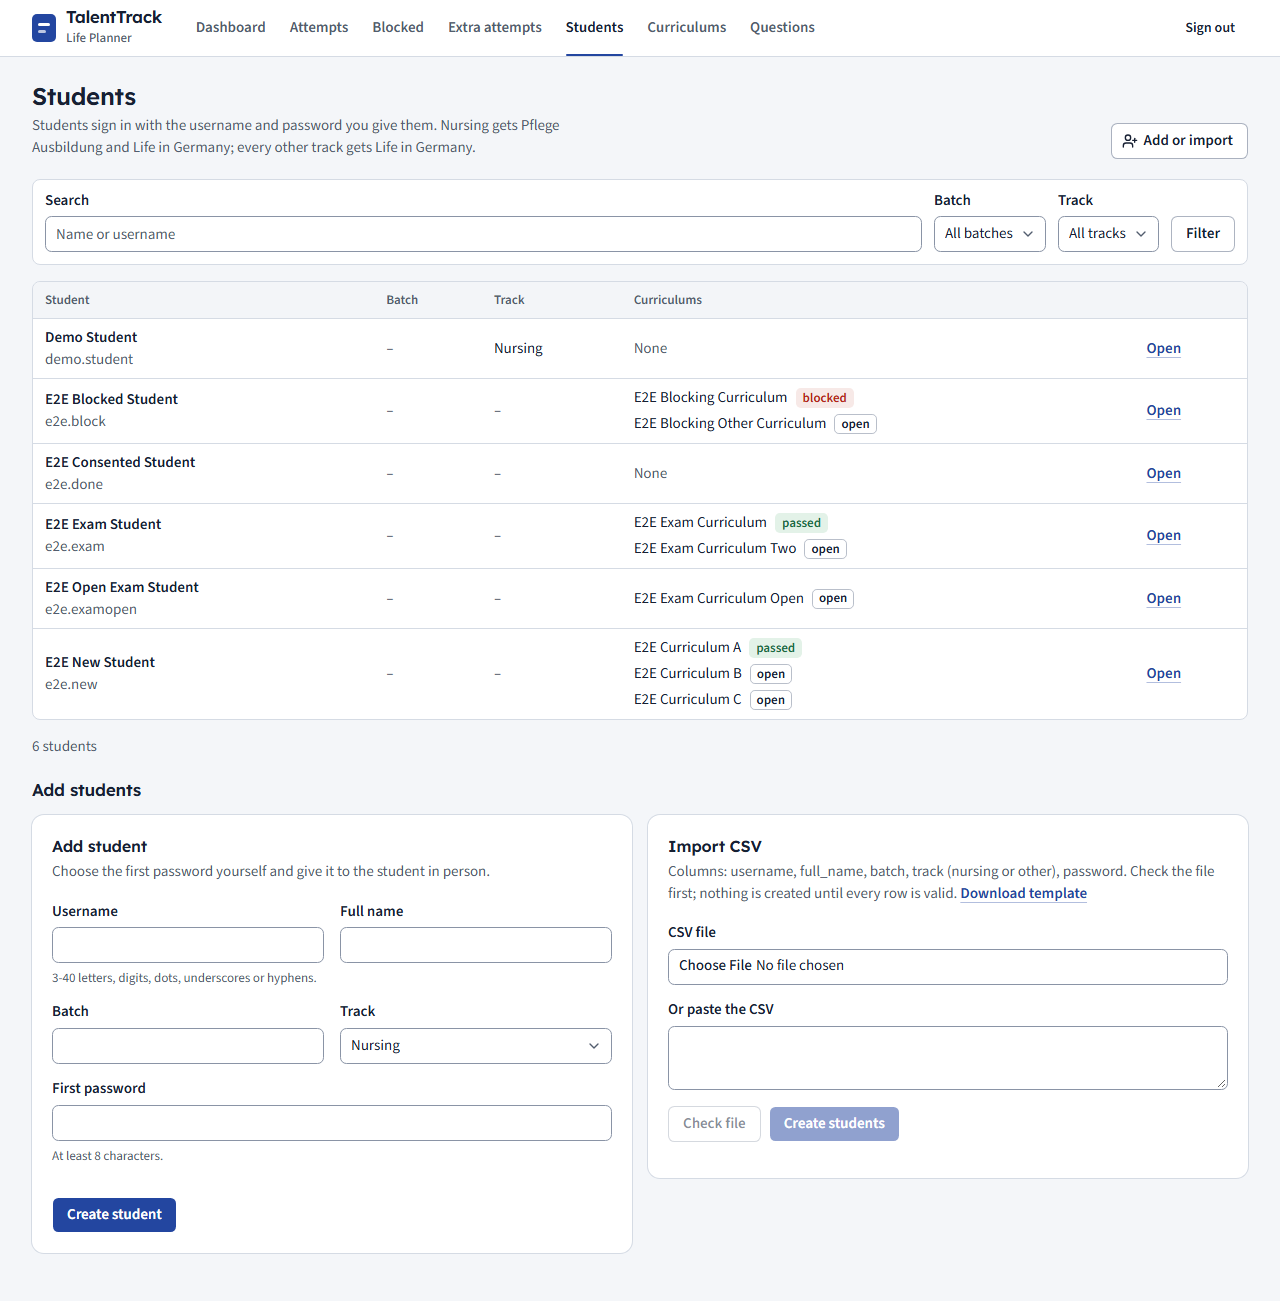 TalentTrack
Life Planner
Dashboard Attempts Blocked Extra attempts Students Curriculums Questions Sign out
Students
Students sign in with the username and password you give them. Nursing gets Pflege
Ausbildung and Life in Germany; every other track gets Life in Germany.
Add or import
Search Batch Track
Name or username All batches All tracks Filter
Student Batch Track Curriculums
Demo Student
demo.student – Nursing None Open
E2E Blocked Student
e2e.block – – E2E Blocking Curriculum blocked
E2E Blocking Other Curriculum open Open
E2E Consented Student
e2e.done – – None Open
E2E Exam Student
e2e.exam – – E2E Exam Curriculum passed
E2E Exam Curriculum Two open Open
E2E Open Exam Student
e2e.examopen – – E2E Exam Curriculum Open open Open
E2E New Student
e2e.new – – E2E Curriculum A passed
E2E Curriculum B open Open
E2E Curriculum C open
6 students
Add students
Add student
Choose the first password yourself and give it to the student in person.
Username Full name
3-40 letters, digits, dots, underscores or hyphens.
Batch Track
Nursing
First password
At least 8 characters.
Create student
Import CSV
Columns: username, full_name, batch, track (nursing or other), password. Check the file
first; nothing is created until every row is valid. Download template
CSV file
Choose File No file chosen
Or paste the CSV
Check file Create students